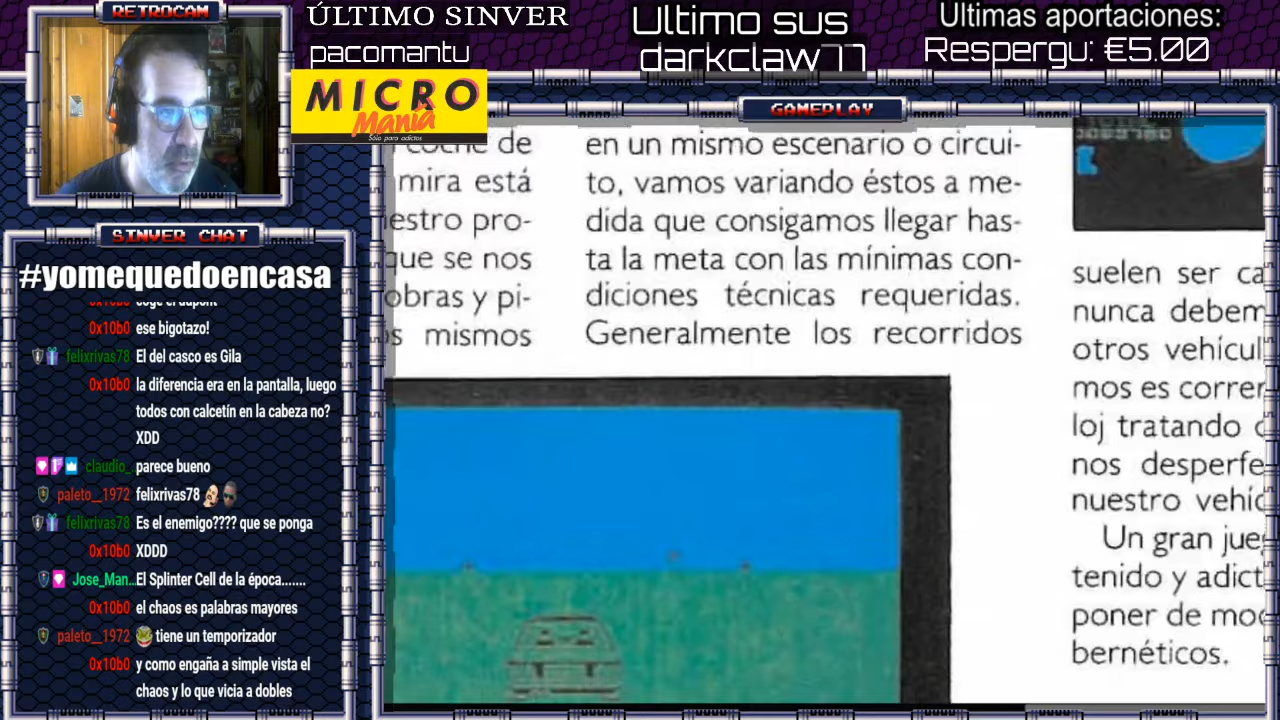 RETROCAM
ÚLTIMO SINVER
pacomantu
MICRO
Manía
Sólo para adictos
Ultimo sus
darkclaw77
Ultimas aportaciones:
Respergu: €5.00
GAMEPLAY
SINVER CHAT
#yomequedoencasa
0x10b0 ese bigotazo!
felixrivas78 El del casco es Gila
0x10b0 la diferencia era en la pantalla, luego
todos con calcetín en la cabeza no?
XDD
claudio_ parece bueno
paleto__1972 felixrivas78
felixrivas78 Es el enemigo???? que se ponga
0x10b0 XDDD
Jose_Man... El Splinter Cell de la época.......
0x10b0 el chaos es palabras mayores
paleto__1972 tiene un temporizador
0x10b0 y como engaña a simple vista el
chaos y lo que vicia a dobles
coche de
mira está
estro pro-
que se nos
obras y pi-
s mismos
en un mismo escenario o circui-
to, vamos variando éstos a me-
dida que consigamos llegar has-
ta la meta con las mínimas con-
diciones técnicas requeridas.
Generalmente los recorridos
suelen ser ca
nunca debem
otros vehícul
mos es correr
loj tratando
nos desperfe
nuestro vehíc
Un gran jue
tenido y adict
poner de mo
bernéticos.